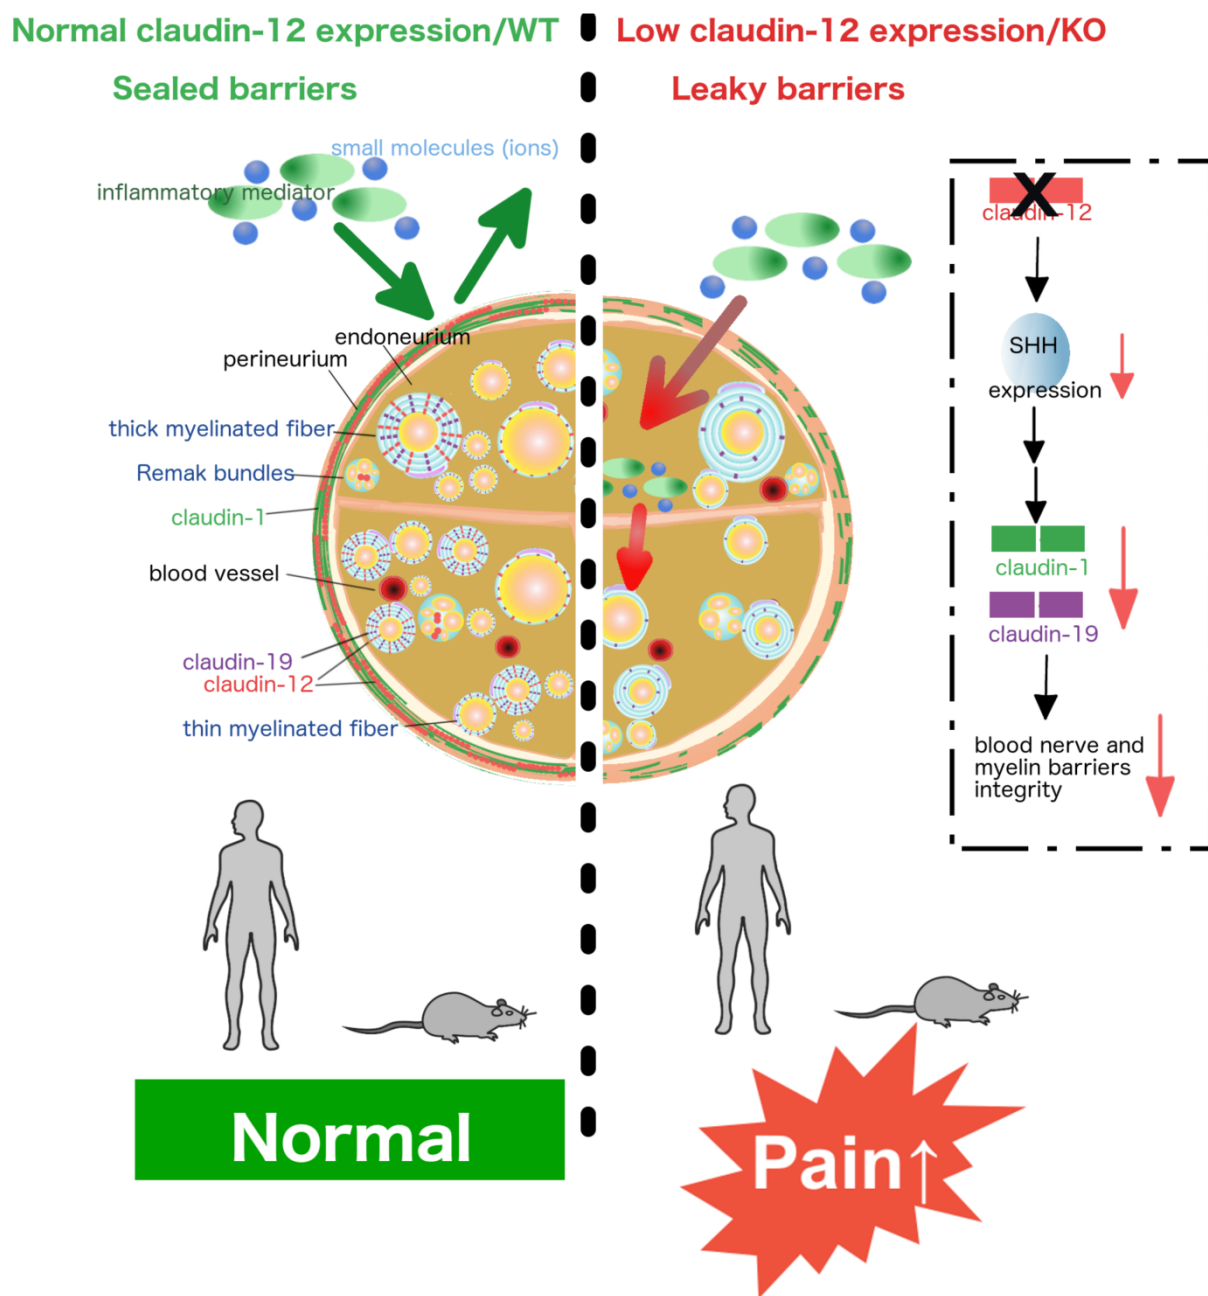 Normal claudin-12 expression/WT
Sealed barriers
small molecules (ions)
inflammatory mediator
endoneurium
perineurium
thick myelinated fiber
Remak bundles
claudin-1
blood vessel
claudin-19
claudin-12
thin myelinated fiber
Normal
Low claudin-12 expression/KO
Leaky barriers
claudin-12
SHH
expression
claudin-1
claudin-19
blood nerve and
myelin barriers
integrity
Pain↑